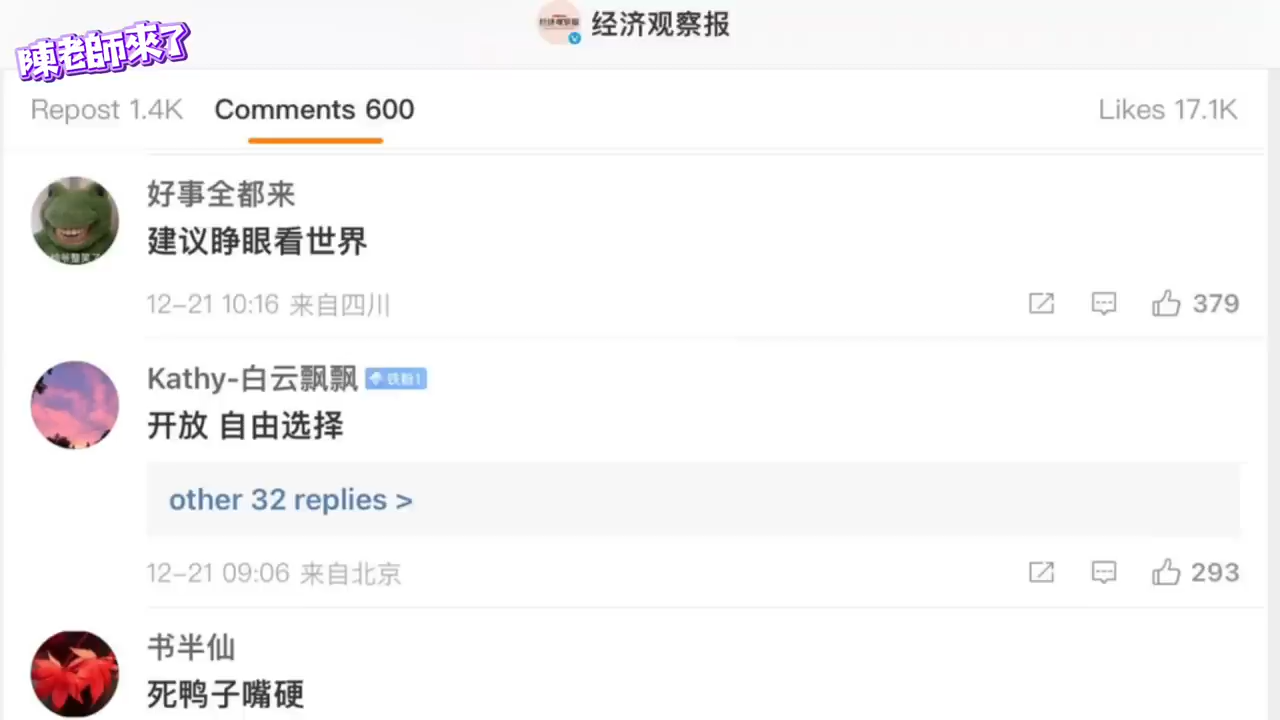 陳老師來了
经济观察报
Repost 1.4K Comments 600 Likes 17.1K
好事全都来
建议睁眼看世界
12-21 10:16 来自四川 379
Kathy-白云飘飘 铁粉1
开放 自由选择
other 32 replies >
12-21 09:06 来自北京 293
书半仙
死鸭子嘴硬